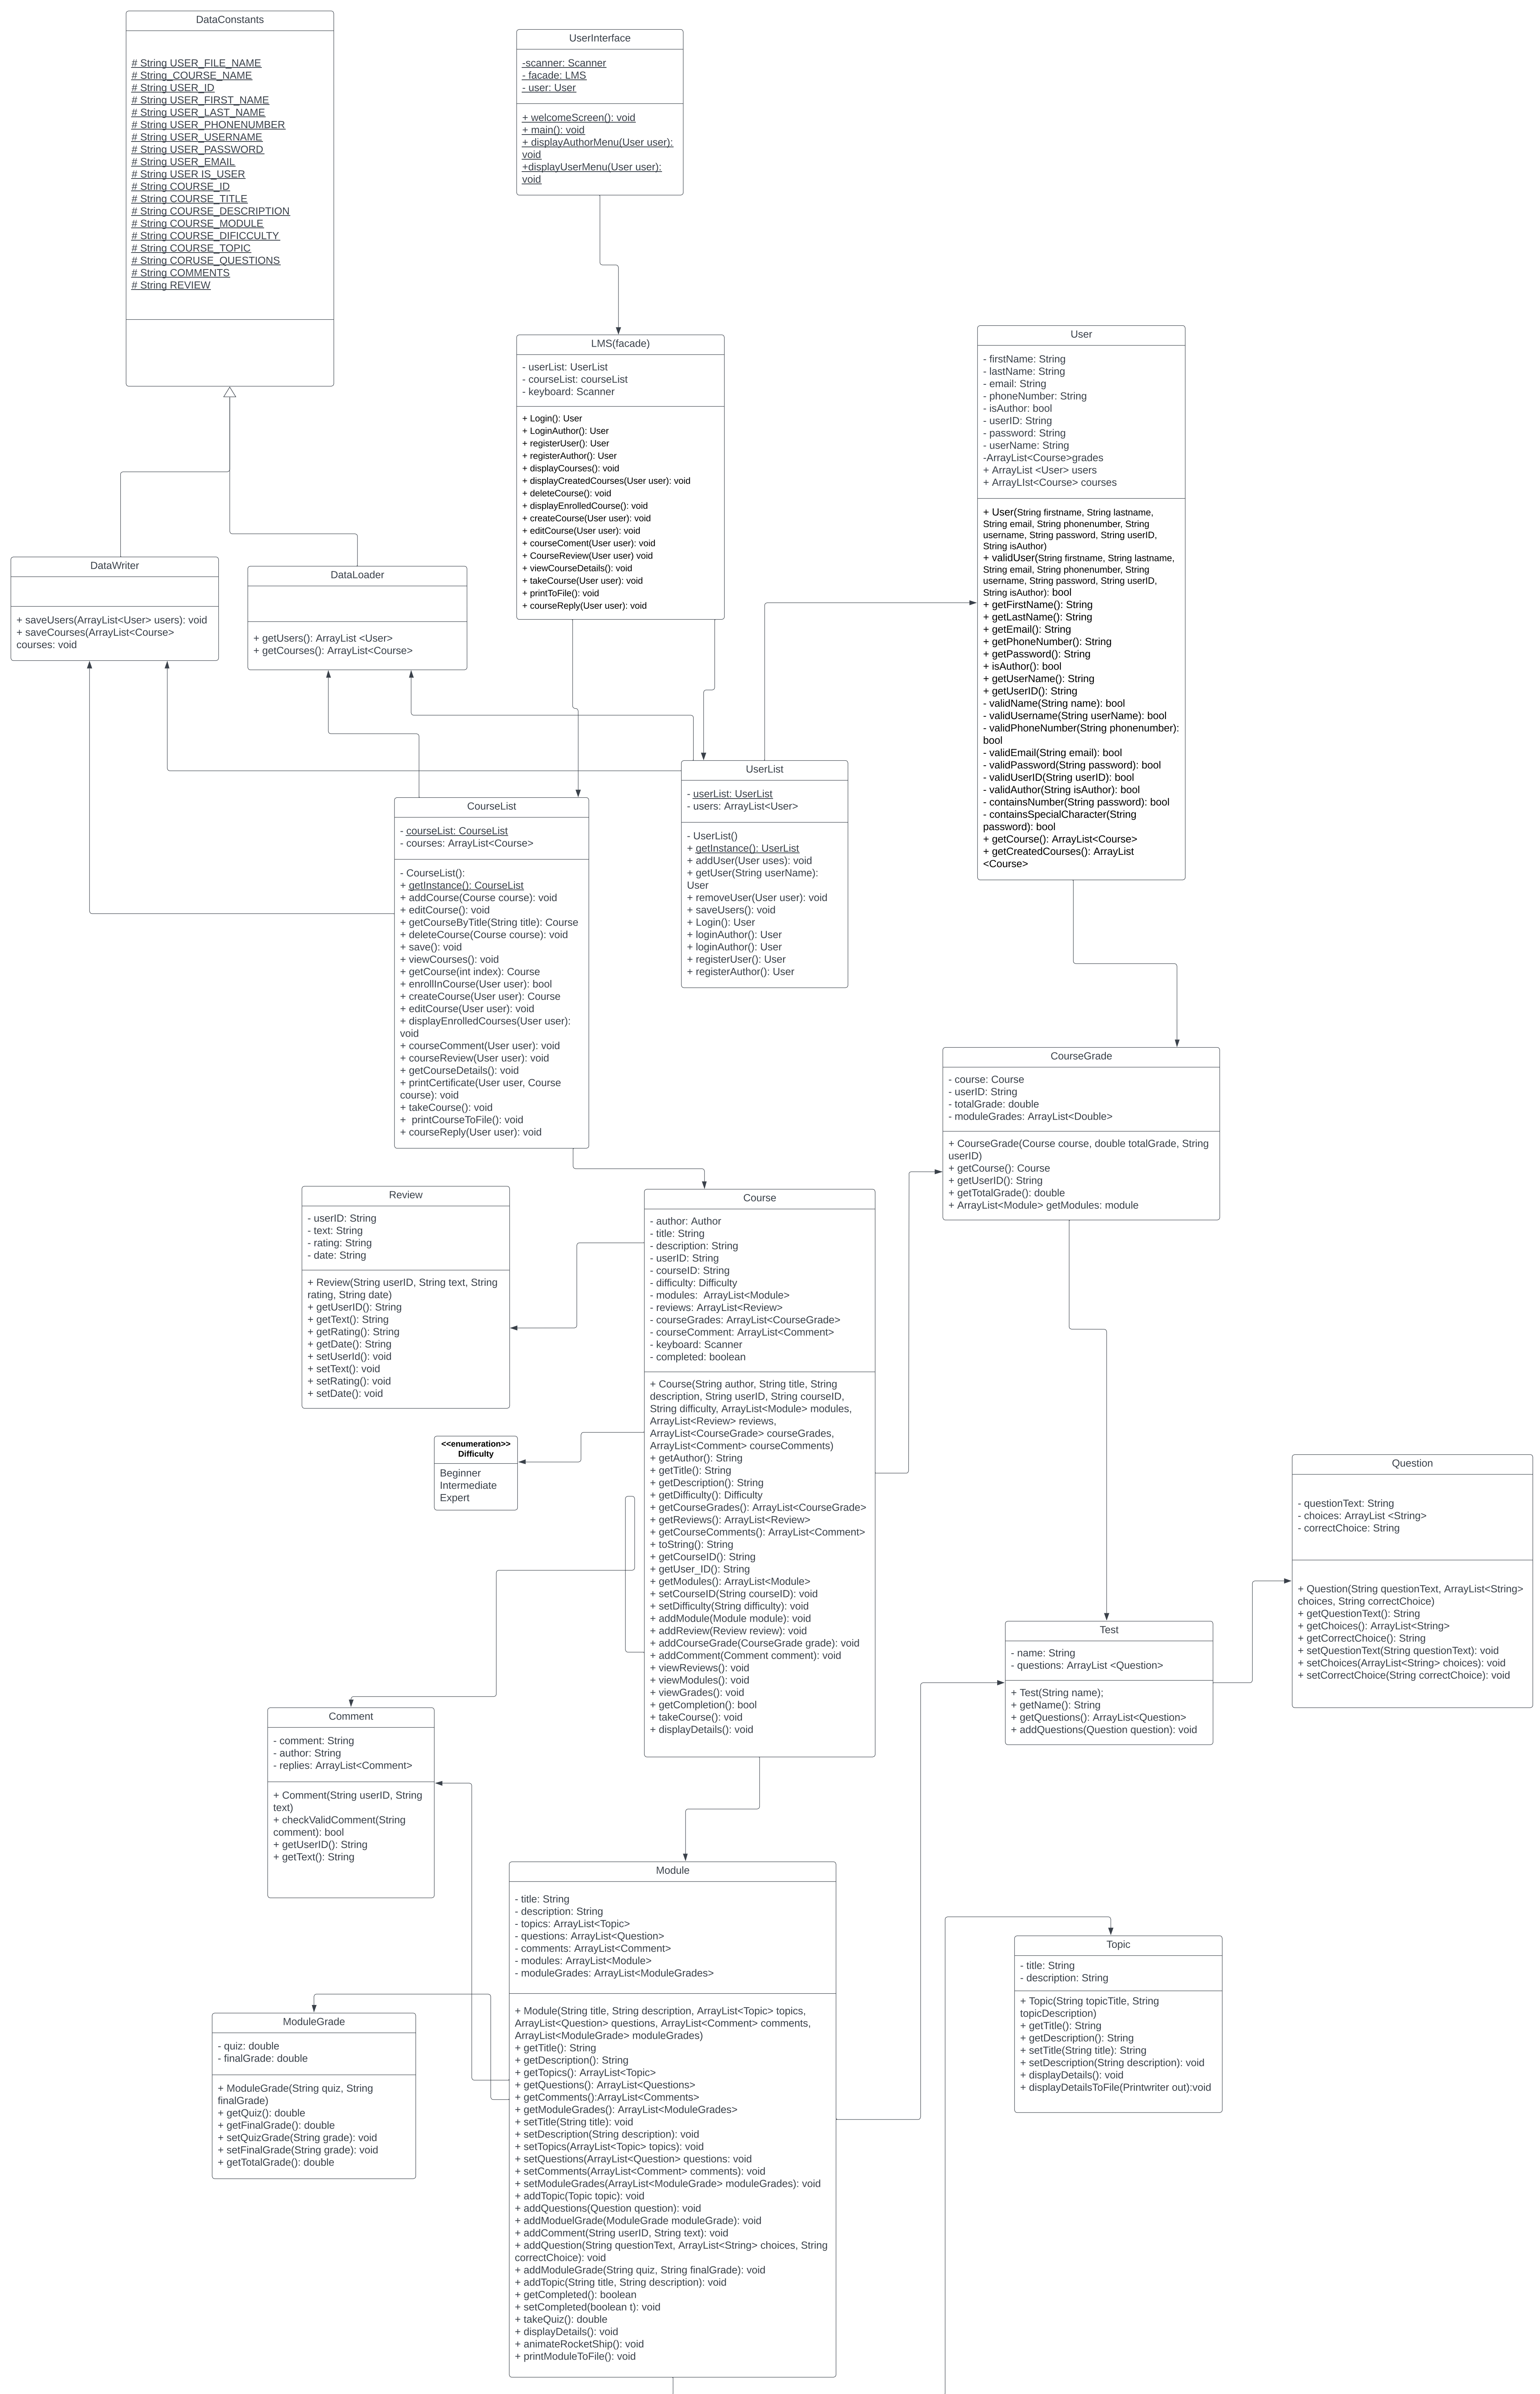 DataConstants
# String USER_FILE_NAME
# String_COURSE_NAME
# String USER_ID
# String USER_FIRST_NAME
# String USER_LAST_NAME
# String USER_PHONENUMBER
# String USER_USERNAME
# String USER_PASSWORD
# String USER_EMAIL
# String USER IS_USER
# String COURSE_ID
# String COURSE_TITLE
# String COURSE_DESCRIPTION
# String COURSE_MODULE
# String COURSE_DIFICCULTY
# String COURSE_TOPIC
# String CORUSE_QUESTIONS
# String COMMENTS
# String REVIEW
UserInterface
-scanner: Scanner
- facade: LMS
- user: User
+ welcomeScreen(): void
+ main(): void
+ displayAuthorMenu(User user):
void
+displayUserMenu(User user):
void
LMS(facade)
- userList: UserList
- courseList: courseList
- keyboard: Scanner
+ Login(): User
+ LoginAuthor(): User
+ registerUser(): User
+ registerAuthor(): User
+ displayCourses(): void
+ displayCreatedCourses(User user): void
+ deleteCourse(): void
+ displayEnrolledCourse(): void
+ createCourse(User user): void
+ editCourse(User user): void
+ courseComent(User user): void
+ CourseReview(User user) void
+ viewCourseDetails(): void
+ takeCourse(User user): void
+ printToFile(): void
+ courseReply(User user): void
User
- firstName: String
- lastName: String
- email: String
- phoneNumber: String
- isAuthor: bool
- userID: String
- password: String
- userName: String
-ArrayList<Course>grades
+ ArrayList <User> users
+ ArrayLIst<Course> courses
+ User(String firstname, String lastname,
String email, String phonenumber, String
username, String password, String userID,
String isAuthor)
+ validUser(String firstname, String lastname,
String email, String phonenumber, String
username, String password, String userID,
String isAuthor): bool
+ getFirstName(): String
+ getLastName(): String
+ getEmail(): String
+ getPhoneNumber(): String
+ getPassword(): String
+ isAuthor(): bool
+ getUserName(): String
+ getUserID(): String
- validName(String name): bool
- validUsername(String userName): bool
- validPhoneNumber(String phonenumber):
bool
- validEmail(String email): bool
- validPassword(String password): bool
- validUserID(String userID): bool
- validAuthor(String isAuthor): bool
- containsNumber(String password): bool
- containsSpecialCharacter(String
password): bool
+ getCourse(): ArrayList<Course>
+ getCreatedCourses(): ArrayList
<Course>
DataWriter
+ saveUsers(ArrayList<User> users): void
+ saveCourses(ArrayList<Course>
courses: void
DataLoader
+ getUsers(): ArrayList <User>
+ getCourses(): ArrayList<Course>
UserList
- userList: UserList
- users: ArrayList<User>
- UserList()
+ getInstance(): UserList
+ addUser(User uses): void
+ getUser(String userName):
User
+ removeUser(User user): void
+ saveUsers(): void
+ Login(): User
+ loginAuthor(): User
+ loginAuthor(): User
+ registerUser(): User
+ registerAuthor(): User
CourseList
- courseList: CourseList
- courses: ArrayList<Course>
- CourseList():
+ getInstance(): CourseList
+ addCourse(Course course): void
+ editCourse(): void
+ getCourseByTitle(String title): Course
+ deleteCourse(Course course): void
+ save(): void
+ viewCourses(): void
+ getCourse(int index): Course
+ enrollInCourse(User user): bool
+ createCourse(User user): Course
+ editCourse(User user): void
+ displayEnrolledCourses(User user):
void
+ courseComment(User user): void
+ courseReview(User user): void
+ getCourseDetails(): void
+ printCertificate(User user, Course
course): void
+ takeCourse(): void
+  printCourseToFile(): void
+ courseReply(User user): void
CourseGrade
- course: Course
- userID: String
- totalGrade: double
- moduleGrades: ArrayList<Double>
+ CourseGrade(Course course, double totalGrade, String
userID)
+ getCourse(): Course
+ getUserID(): String
+ getTotalGrade(): double
+ ArrayList<Module> getModules: module
Review
- userID: String
- text: String
- rating: String
- date: String
+ Review(String userID, String text, String
rating, String date)
+ getUserID(): String
+ getText(): String
+ getRating(): String
+ getDate(): String
+ setUserId(): void
+ setText(): void
+ setRating(): void
+ setDate(): void
Course
- author: Author
- title: String
- description: String
- userID: String
- courseID: String
- difficulty: Difficulty
- modules:  ArrayList<Module>
- reviews: ArrayList<Review>
- courseGrades: ArrayList<CourseGrade>
- courseComment: ArrayList<Comment>
- keyboard: Scanner
- completed: boolean
+ Course(String author, String title, String
description, String userID, String courseID,
String difficulty, ArrayList<Module> modules,
ArrayList<Review> reviews,
ArrayList<CourseGrade> courseGrades,
ArrayList<Comment> courseComments)
+ getAuthor(): String
+ getTitle(): String
+ getDescription(): String
+ getDifficulty(): Difficulty
+ getCourseGrades(): ArrayList<CourseGrade>
+ getReviews(): ArrayList<Review>
+ getCourseComments(): ArrayList<Comment>
+ toString(): String
+ getCourseID(): String
+ getUser_ID(): String
+ getModules(): ArrayList<Module>
+ setCourseID(String courseID): void
+ setDifficulty(String difficulty): void
+ addModule(Module module): void
+ addReview(Review review): void
+ addCourseGrade(CourseGrade grade): void
+ addComment(Comment comment): void
+ viewReviews(): void
+ viewModules(): void
+ viewGrades(): void
+ getCompletion(): bool
+ takeCourse(): void
+ displayDetails(): void
<<enumeration>>
Difficulty
Beginner
Intermediate
Expert
Question
- questionText: String
- choices: ArrayList <String>
- correctChoice: String
+ Question(String questionText, ArrayList<String>
choices, String correctChoice)
+ getQuestionText(): String
+ getChoices(): ArrayList<String>
+ getCorrectChoice(): String
+ setQuestionText(String questionText): void
+ setChoices(ArrayList<String> choices): void
+ setCorrectChoice(String correctChoice): void
Test
- name: String
- questions: ArrayList <Question>
+ Test(String name);
+ getName(): String
+ getQuestions(): ArrayList<Question>
+ addQuestions(Question question): void
Comment
- comment: String
- author: String
- replies: ArrayList<Comment>
+ Comment(String userID, String
text)
+ checkValidComment(String
comment): bool
+ getUserID(): String
+ getText(): String
Module
- title: String
- description: String
- topics: ArrayList<Topic>
- questions: ArrayList<Question>
- comments: ArrayList<Comment>
- modules: ArrayList<Module>
- moduleGrades: ArrayList<ModuleGrades>
+ Module(String title, String description, ArrayList<Topic> topics,
ArrayList<Question> questions, ArrayList<Comment> comments,
ArrayList<ModuleGrade> moduleGrades)
+ getTitle(): String
+ getDescription(): String
+ getTopics(): ArrayList<Topic>
+ getQuestions(): ArrayList<Questions>
+ getComments():ArrayList<Comments>
+ getModuleGrades(): ArrayList<ModuleGrades>
+ setTitle(String title): void
+ setDescription(String description): void
+ setTopics(ArrayList<Topic> topics): void
+ setQuestions(ArrayList<Question> questions: void
+ setComments(ArrayList<Comment> comments): void
+ setModuleGrades(ArrayList<ModuleGrade> moduleGrades): void
+ addTopic(Topic topic): void
+ addQuestions(Question question): void
+ addModuelGrade(ModuleGrade moduleGrade): void
+ addComment(String userID, String text): void
+ addQuestion(String questionText, ArrayList<String> choices, String
correctChoice): void
+ addModuleGrade(String quiz, String finalGrade): void
+ addTopic(String title, String description): void
+ getCompleted(): boolean
+ setCompleted(boolean t): void
+ takeQuiz(): double
+ displayDetails(): void
+ animateRocketShip(): void
+ printModuleToFile(): void
Topic
- title: String
- description: String
+ Topic(String topicTitle, String
topicDescription)
+ getTitle(): String
+ getDescription(): String
+ setTitle(String title): String
+ setDescription(String description): void
+ displayDetails(): void
+ displayDetailsToFile(Printwriter out):void
ModuleGrade
- quiz: double
- finalGrade: double
+ ModuleGrade(String quiz, String
finalGrade)
+ getQuiz(): double
+ getFinalGrade(): double
+ setQuizGrade(String grade): void
+ setFinalGrade(String grade): void
+ getTotalGrade(): double